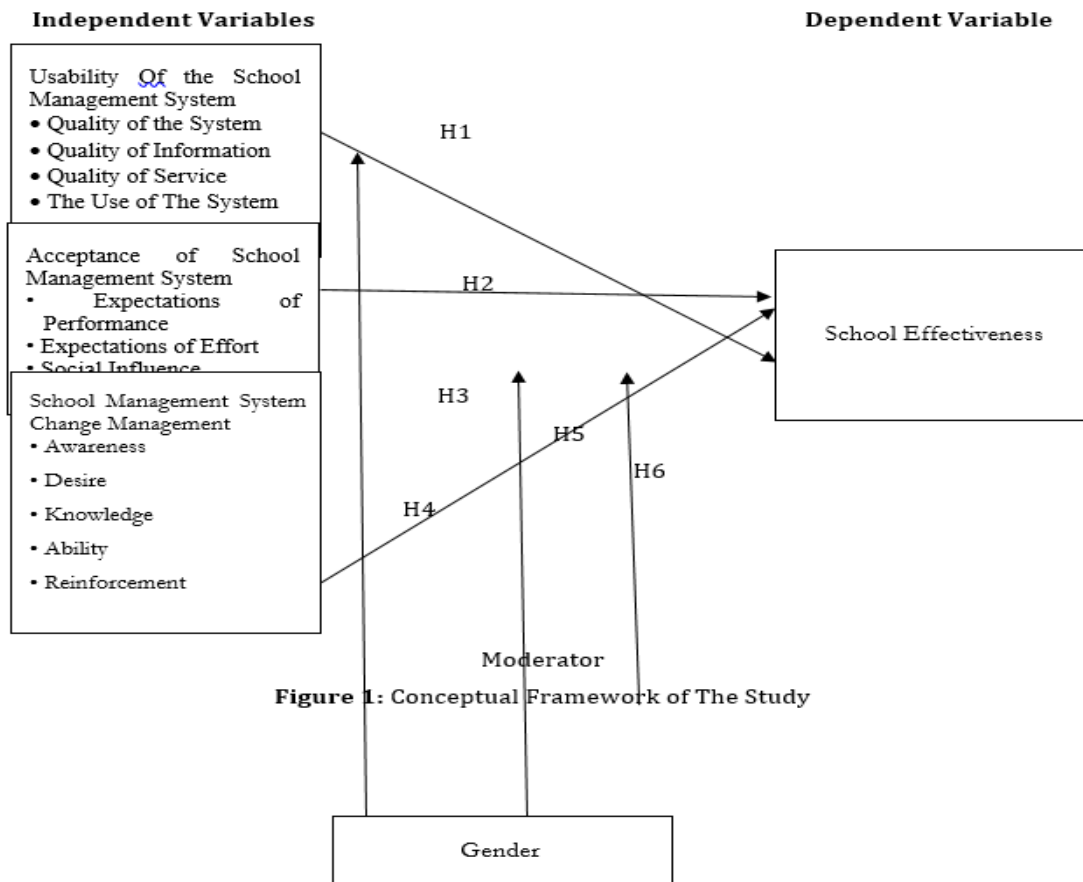 Independent Variables
Dependent Variable
Usability Of the School
Management System
• Quality of the System
• Quality of Information
• Quality of Service
• The Use of The System
Acceptance of School
Management System
• Expectations of
Performance
• Expectations of Effort
• Social Influence
School Management System
Change Management
• Awareness
• Desire
• Knowledge
• Ability
• Reinforcement
H1
H2
H3
H5
H6
H4
School Effectiveness
Moderator
Figure 1: Conceptual Framework of The Study
Gender